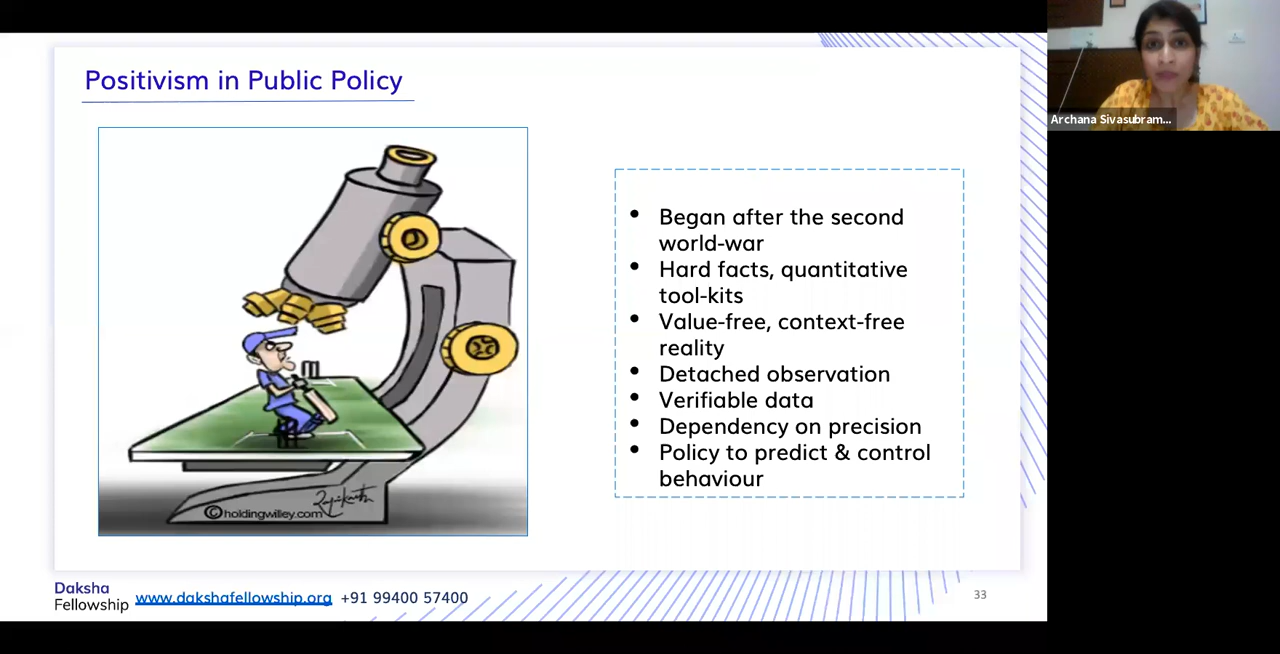 Positivism in Public Policy
Archana Sivasubram...
• Began after the second
world-war
• Hard facts, quantitative
tool-kits
• Value-free, context-free
reality
• Detached observation
• Verifiable data
• Dependency on precision
• Policy to predict & control
behaviour
©holdingwilley.com
Daksha
Fellowship
www.dakshafellowship.org +91 99400 57400
33